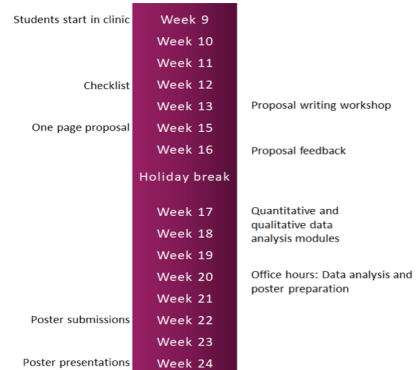 Students start in clinic Week 9
Week 10
Week 11
Checklist Week 12
Week 13 Proposal writing workshop
One page proposal Week 15
Week 16 Proposal feedback
Holiday break
Week 17 Quantitative and
qualitative data
Week 18 analysis modules
Week 19
Week 20 Office hours: Data analysis and
poster preparation
Week 21
Poster submissions Week 22
Week 23
Poster presentations Week 24